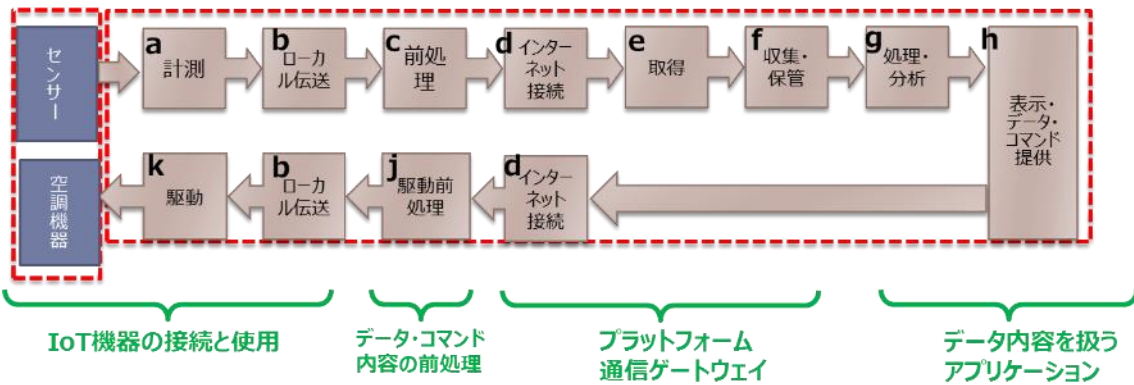 センサー
a
計測
b
ローカ
ル伝送
c
前処
理
d
インター
ネット
接続
e
取得
f
収集・
保管
g
処理・
分析
h
表示・
データ・
コマンド
提供
空調機器
k
駆動
b
ローカ
ル伝送
j
駆動前
処理
d
インター
ネット
接続
IoT機器の接続と使用
データ・コマンド
内容の前処理
プラットフォーム
通信ゲートウェイ
データ内容を扱う
アプリケーション